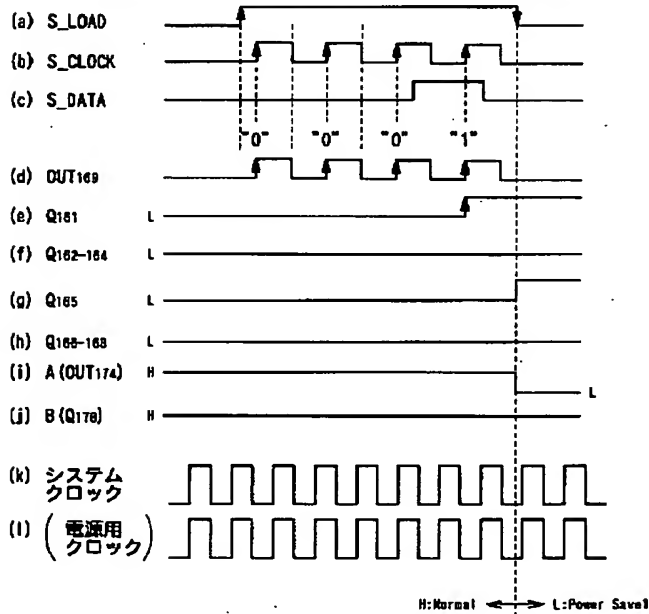 (a) S_LOAD
(b) S_CLOCK
(c) S_DATA
"0" "0" "0" "1"
(d) OUT169
(e) Q161 L
(f) Q162-164 L
(g) Q165 L
(h) Q166-168 L
(i) A(OUT174) H L
(j) B(Q178) H
(k) システム
クロック
(l) (電源用
クロック)
H:Normal L:Power Save1